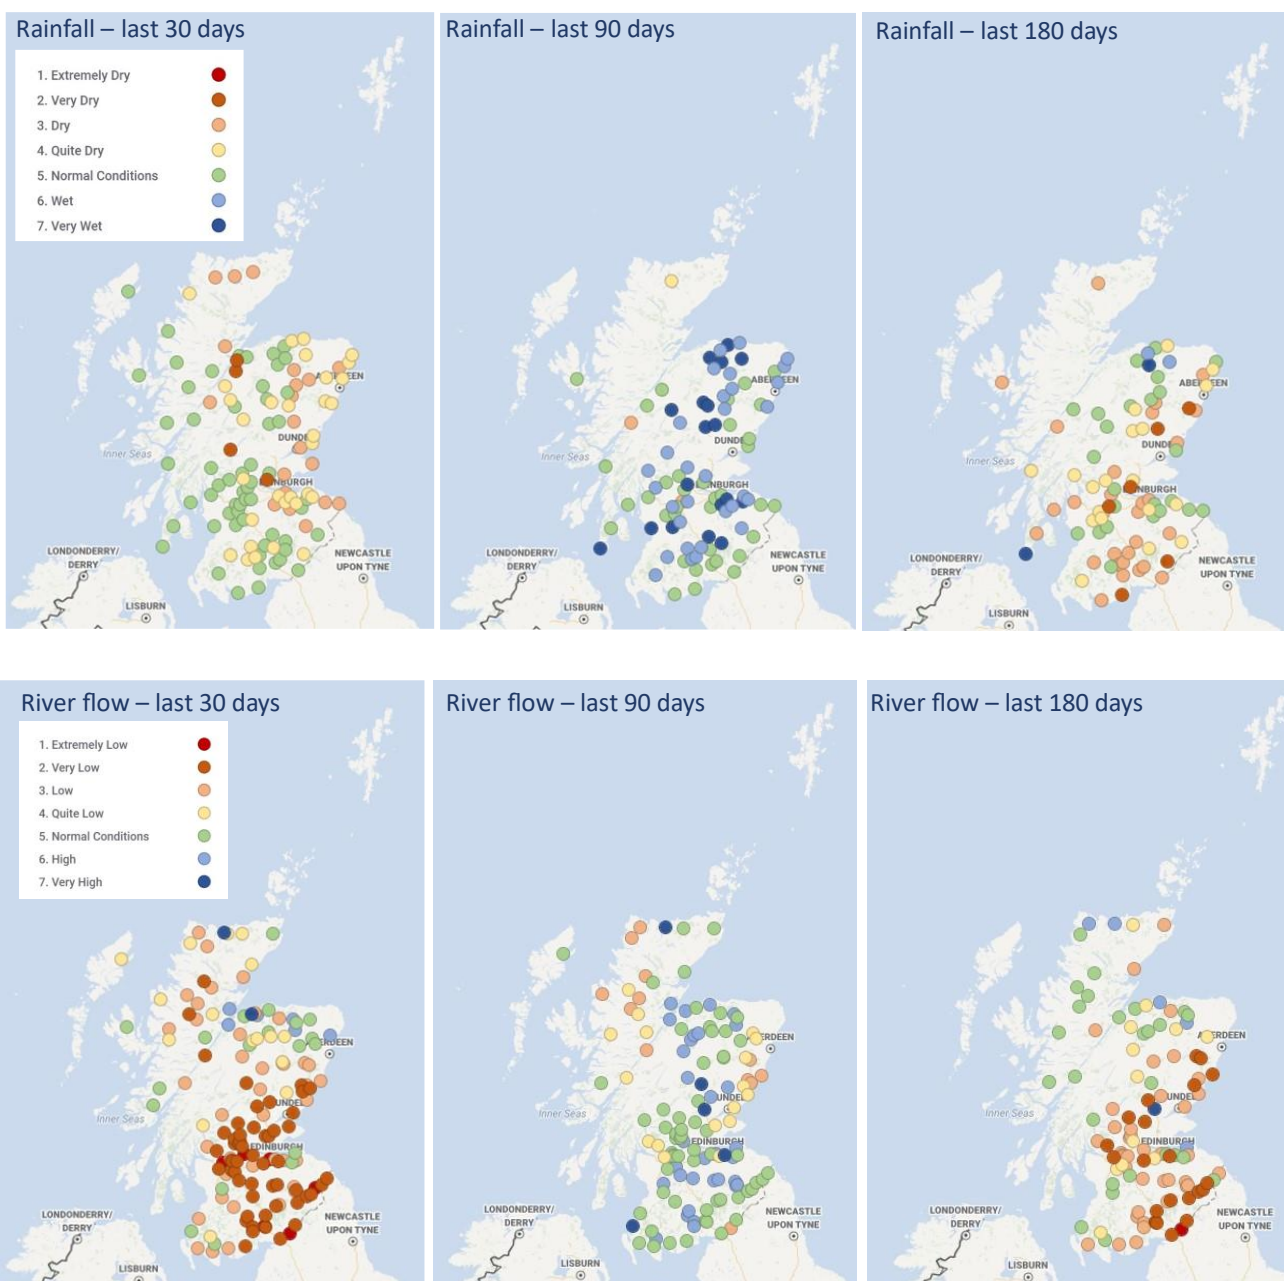 Rainfall – last 30 days
1. Extremely Dry
2. Very Dry
3. Dry
4. Quite Dry
5. Normal Conditions
6. Wet
7. Very Wet
Inner Seas
LONDONDERRY/
DERRY
NEWCASTLE
UPON TYNE
LISBURN
Rainfall – last 90 days
DUNDE
Inner Seas
LONDONDERRY/
DERRY
NEWCASTLE
UPON TYNE
LISBURN
Rainfall – last 180 days
DUNDE
Inner Seas
LONDONDERRY/
DERRY
NEWCASTLE
UPON TYNE
LISBURN
River flow – last 30 days
1. Extremely Low
2. Very Low
3. Low
4. Quite Low
5. Normal Conditions
6. High
7. Very High
Inner Seas
EDINBURGH
LONDONDERRY/
DERRY
NEWCASTLE
UPON TYNE
LISBURN
River flow – last 90 days
Inner Seas
EDINBURGH
LONDONDERRY/
DERRY
NEWCASTLE
UPON TYNE
LISBURN
River flow – last 180 days
Inner Seas
EDINBURGH
LONDONDERRY/
DERRY
NEWCASTLE
UPON TYNE
LISBURN